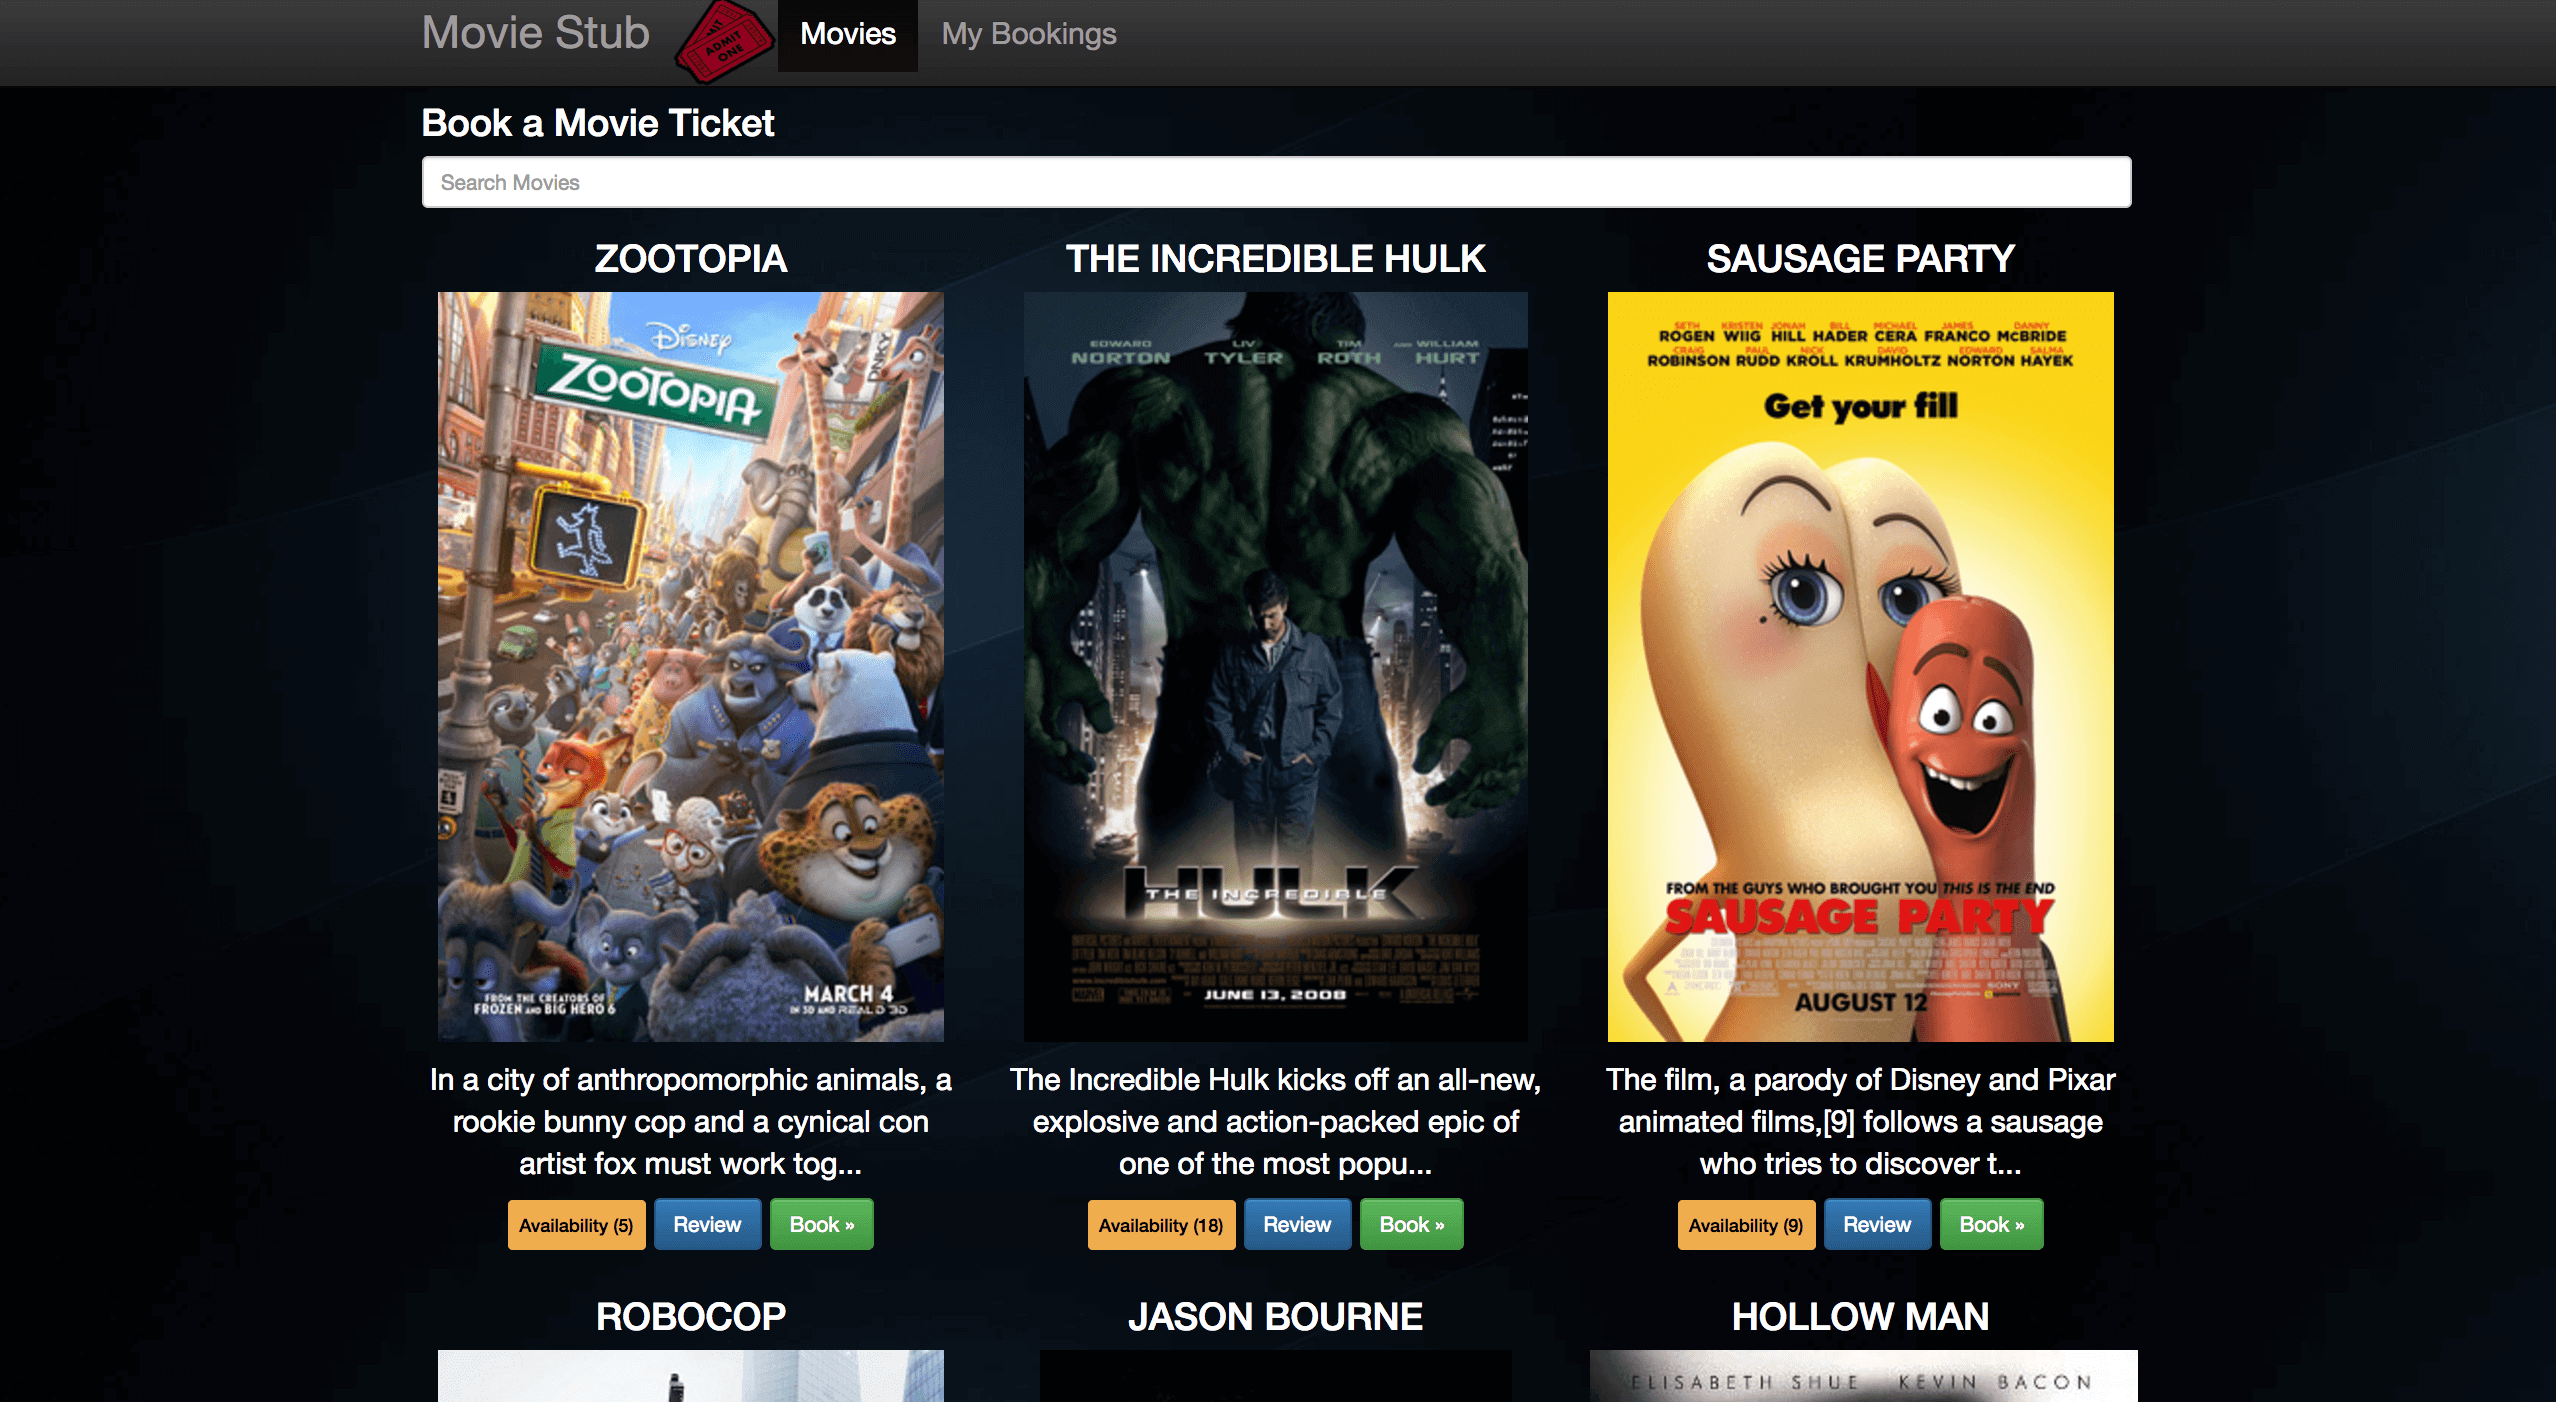 Movie Stub
ADMIT
ONE
Movies
My Bookings
Book a Movie Ticket
Search Movies
ZOOTOPIA
THE INCREDIBLE HULK
SAUSAGE PARTY
DISNEY
ZOOTOPIA
DNKY
FROM THE CREATORS OF
FROZEN AND BIG HERO 6
MARCH 4
IN 3D AND REAL D 3D
EDWARD NORTON
LIV TYLER
TIM ROTH
AND WILLIAM HURT
THE INCREDIBLE
HULK
JUNE 13, 2008
SETH ROGEN KRISTEN WIIG JONAH HILL BILL HADER MICHAEL CERA JAMES FRANCO DANNY McBRIDE
CRAIG ROBINSON PAUL RUDD NICK KROLL DAVID KRUMHOLTZ EDWARD NORTON SALMA HAYEK
Get your fill
FROM THE GUYS WHO BROUGHT YOU THIS IS THE END
SAUSAGE PARTY
SONY
AUGUST 12
In a city of anthropomorphic animals, a
rookie bunny cop and a cynical con
artist fox must work tog...
The Incredible Hulk kicks off an all-new,
explosive and action-packed epic of
one of the most popu...
The film, a parody of Disney and Pixar
animated films,[9] follows a sausage
who tries to discover t...
Availability (5) Review Book »
Availability (18) Review Book »
Availability (9) Review Book »
ROBOCOP
JASON BOURNE
HOLLOW MAN
ELISABETH SHUE KEVIN BACON